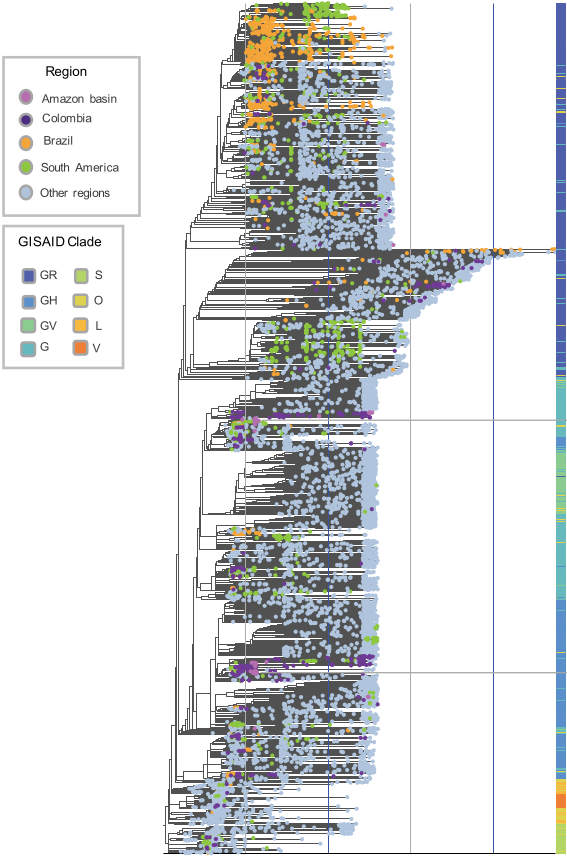 Region
Amazon basin
Colombia
Brazil
South America
Other regions
GISAID Clade
GR S
GH O
GV L
G V